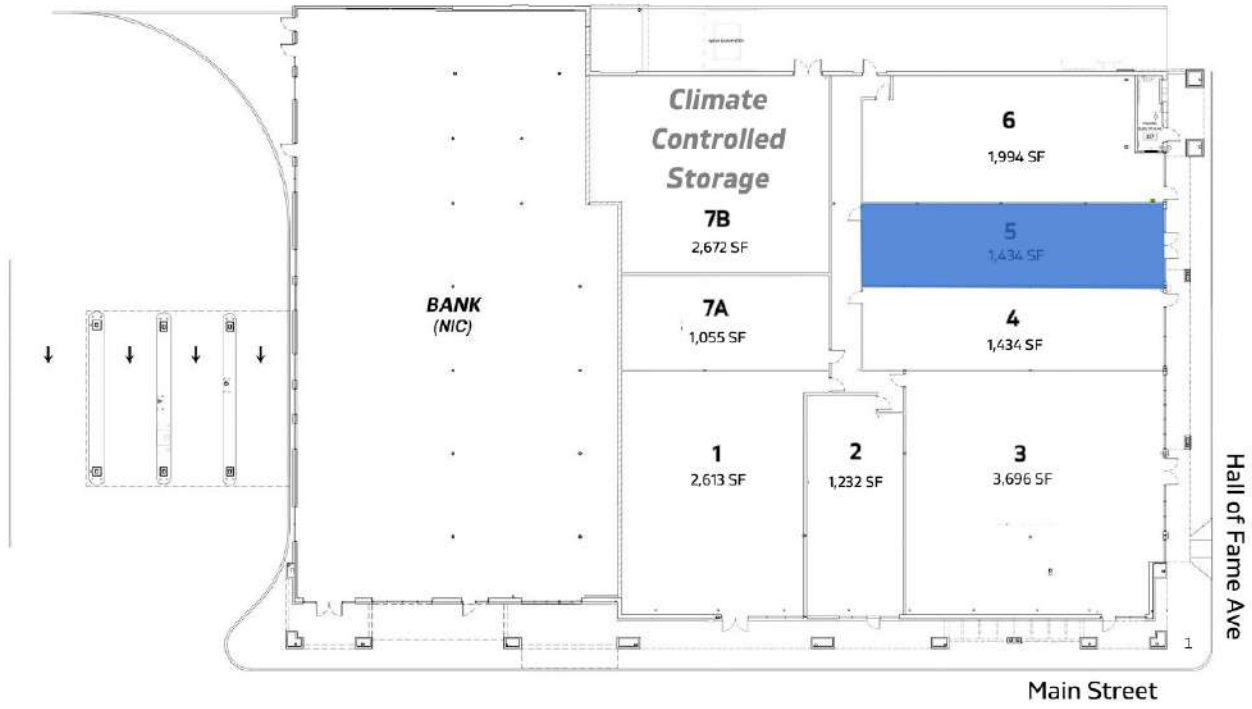 Climate
Controlled
Storage
7B
2,672 SF
6
1,994 SF
5
1,434 SF
BANK
(NIC)
7A
1,055 SF
4
1,434 SF
1
2,613 SF
2
1,232 SF
3
3,696 SF
Hall of Fame Ave
1
Main Street